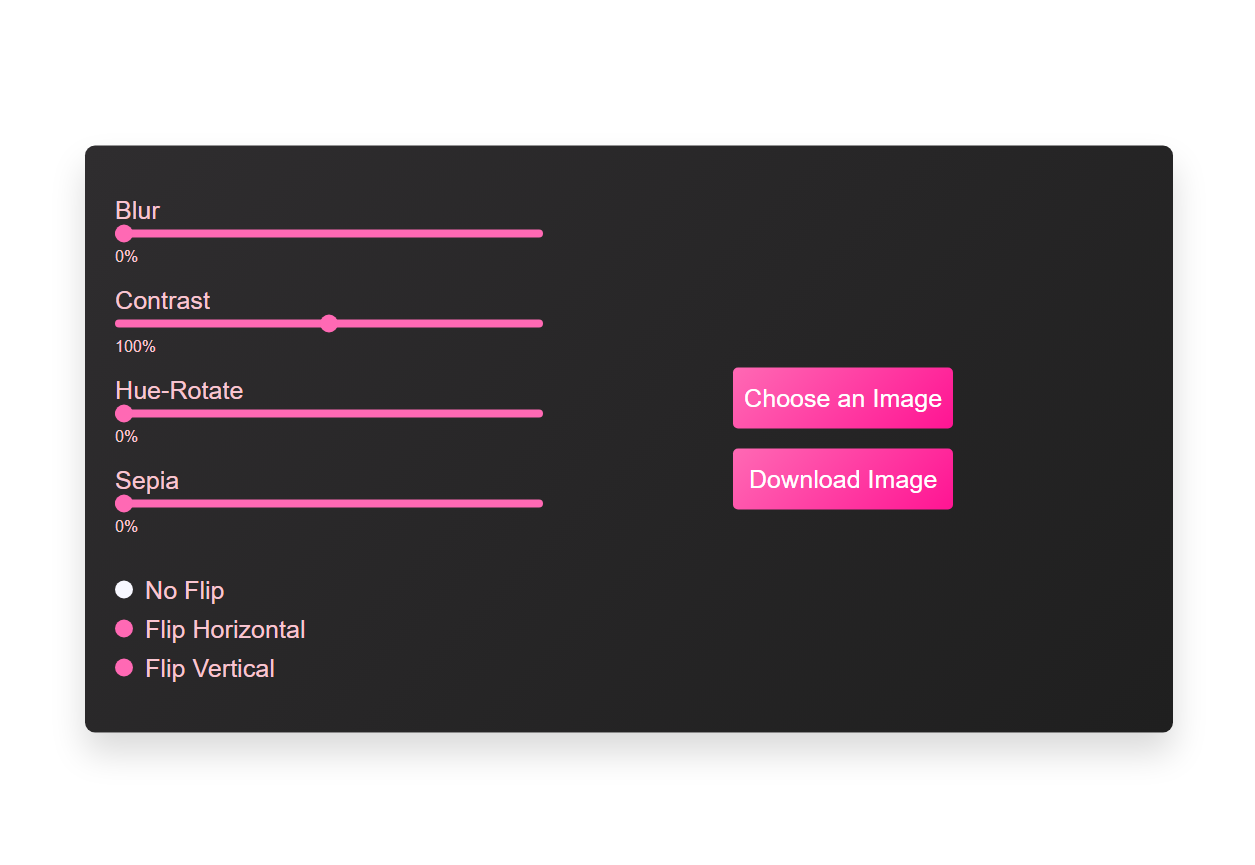 Blur
0%
Contrast
100%
Hue-Rotate
0%
Sepia
0%
No Flip
Flip Horizontal
Flip Vertical
Choose an Image
Download Image